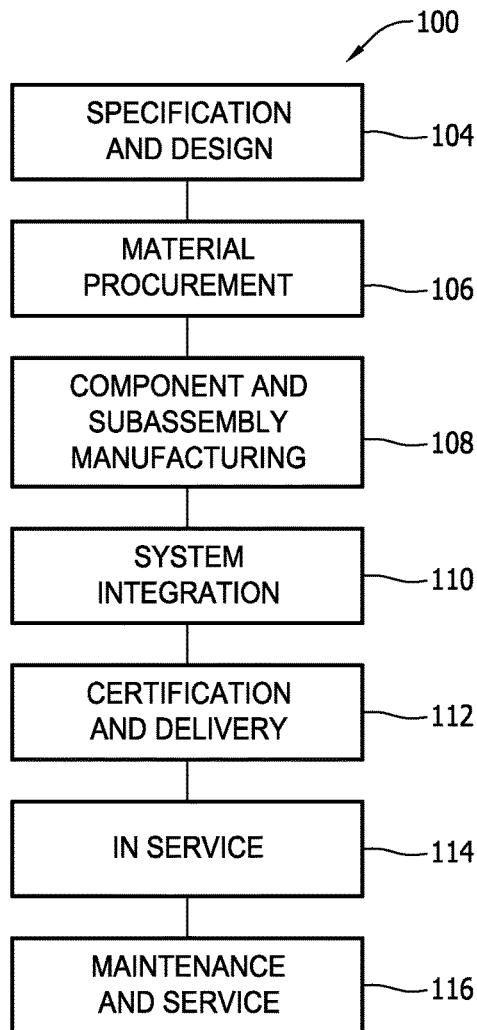 100
SPECIFICATION
AND DESIGN
104
MATERIAL
PROCUREMENT
106
COMPONENT AND
SUBASSEMBLY
MANUFACTURING
108
SYSTEM
INTEGRATION
110
CERTIFICATION
AND DELIVERY
112
IN SERVICE
114
MAINTENANCE
AND SERVICE
116